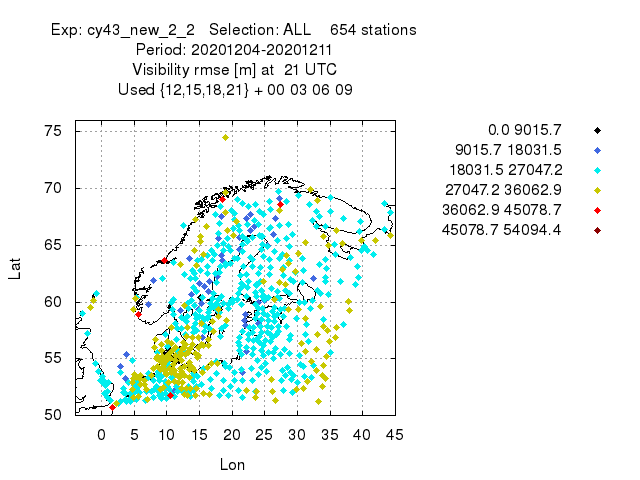 Exp: cy43_new_2_2   Selection: ALL    654 stations
Period: 20201204-20201211
Visibility rmse [m] at  21 UTC
Used {12,15,18,21} + 00 03 06 09
0.0 9015.7
9015.7 18031.5
18031.5 27047.2
27047.2 36062.9
36062.9 45078.7
45078.7 54094.4
75
70
65
60
55
50
Lat
0 5 10 15 20 25 30 35 40 45
Lon